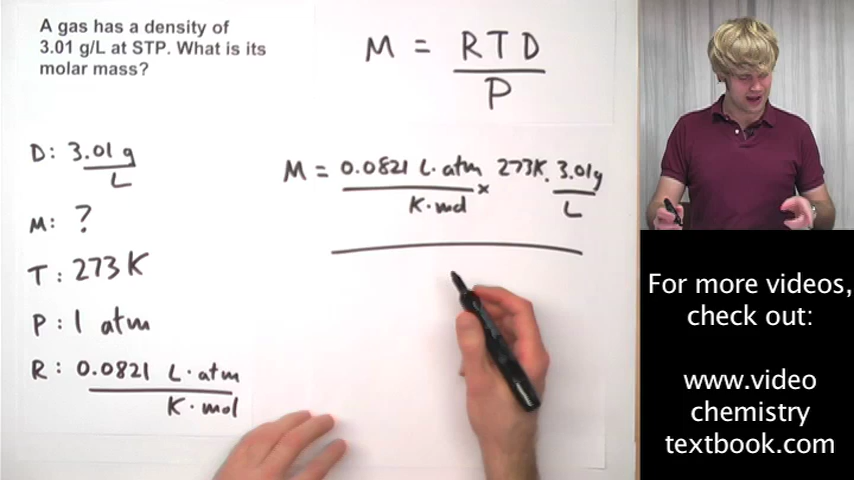 A gas has a density of
3.01 g/L at STP. What is its
molar mass?
M = RTD
P
D: 3.01 g
L
M: ?
T: 273 K
P: 1 atm
R: 0.0821 L·atm
K·mol
M = 0.0821 L·atm × 273K · 3.01g
K·mol L
For more videos,
check out:
www.video
chemistry
textbook.com